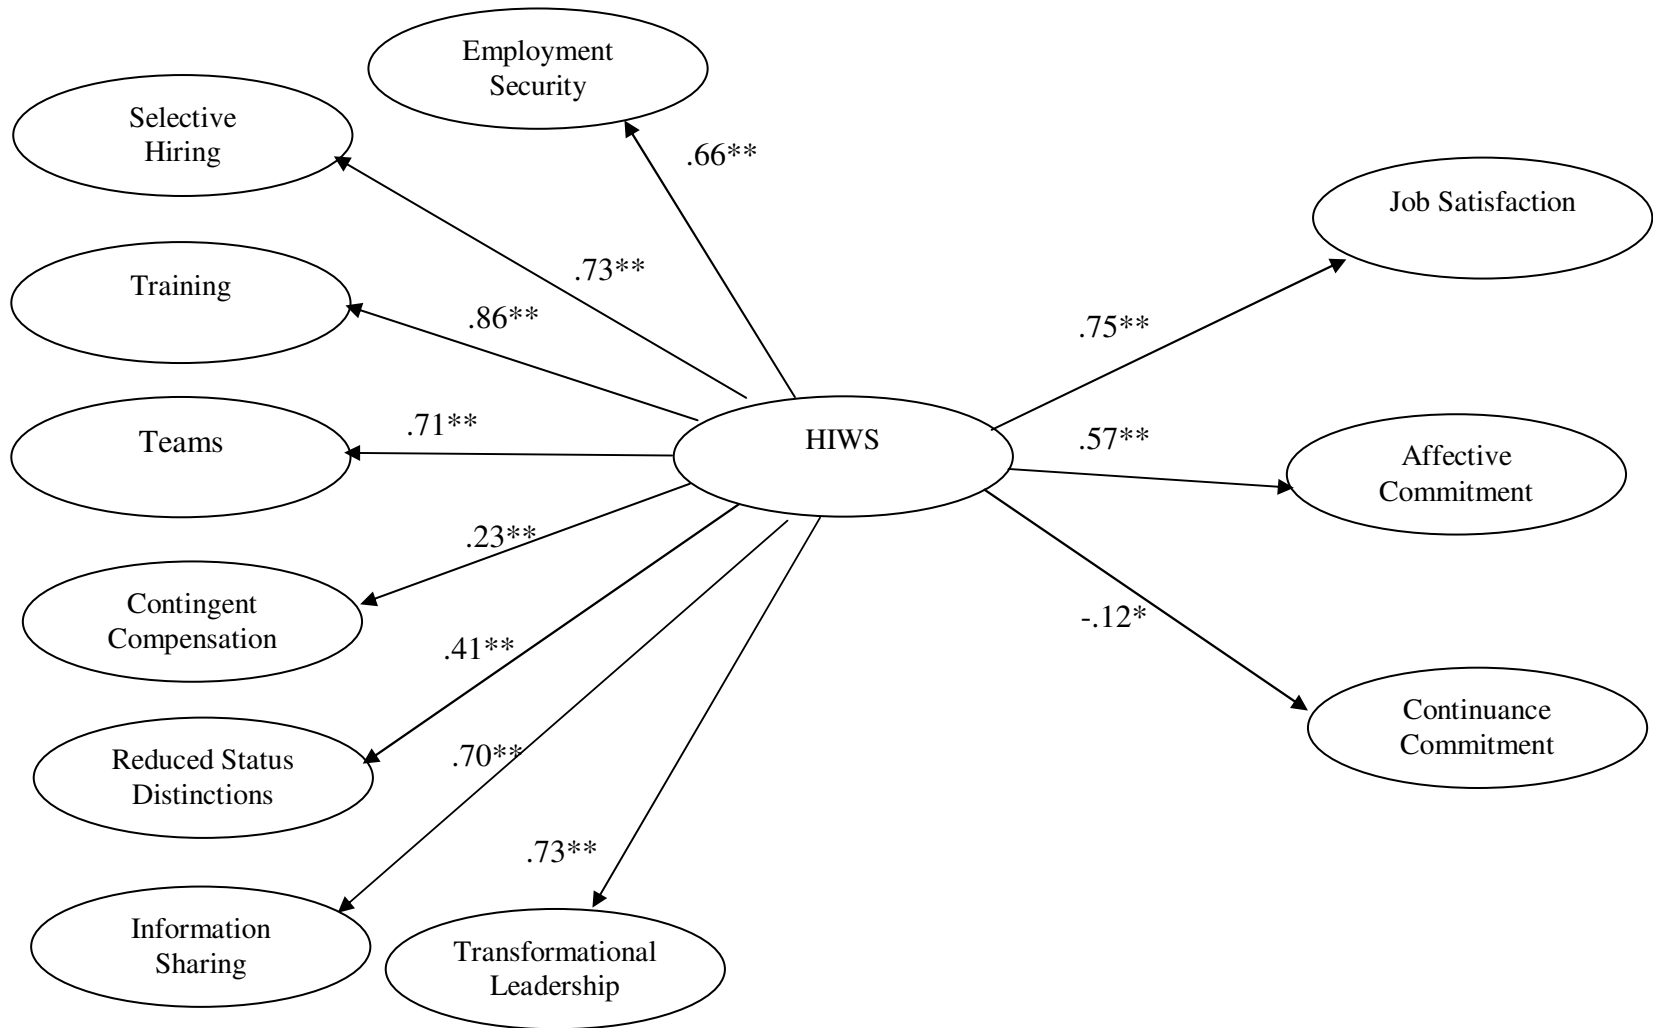 Employment
Security
Selective
Hiring
.66**
Job Satisfaction
.73**
Training
.86**
.75**
Teams
.71**
HIWS
.57**
Affective
Commitment
.23**
Contingent
Compensation
-.12*
.41**
Continuance
Commitment
Reduced Status
Distinctions
.70**
.73**
Information
Sharing
Transformational
Leadership